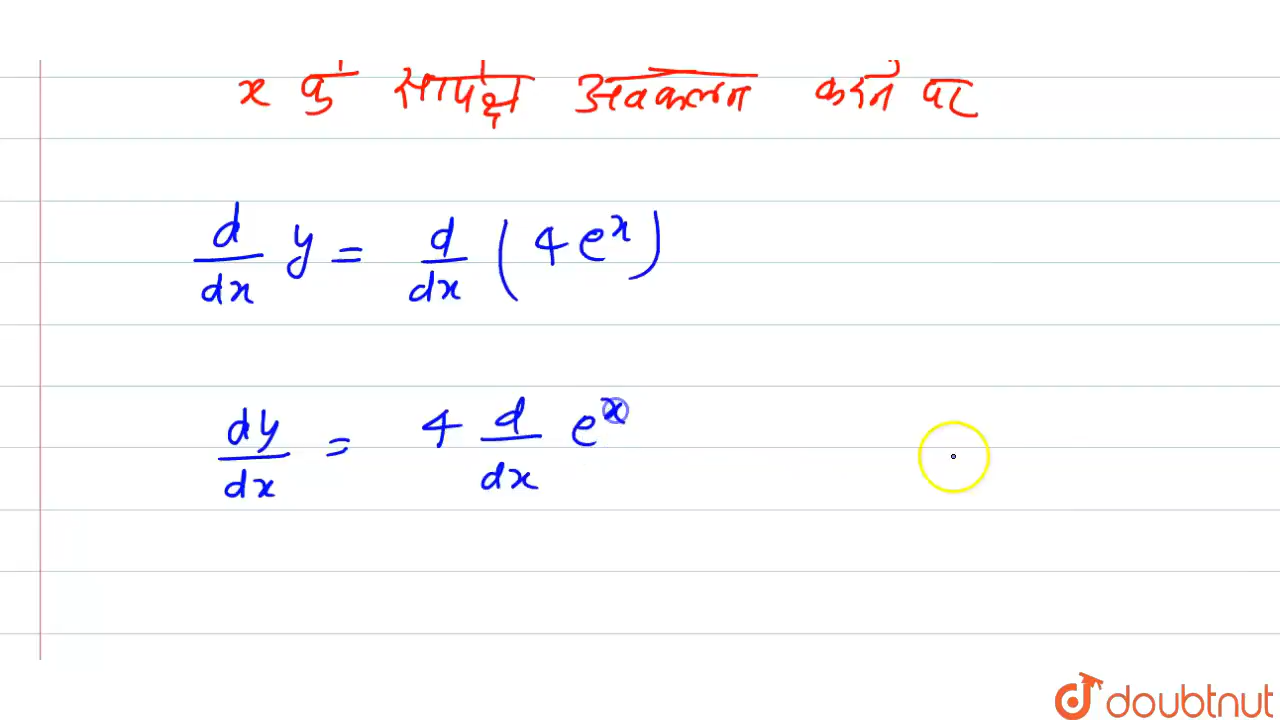 x के सापेक्ष अवकलन करने पर
d/dx y = d/dx (4e^x)
dy/dx = 4 d/dx e^x
doubtnut